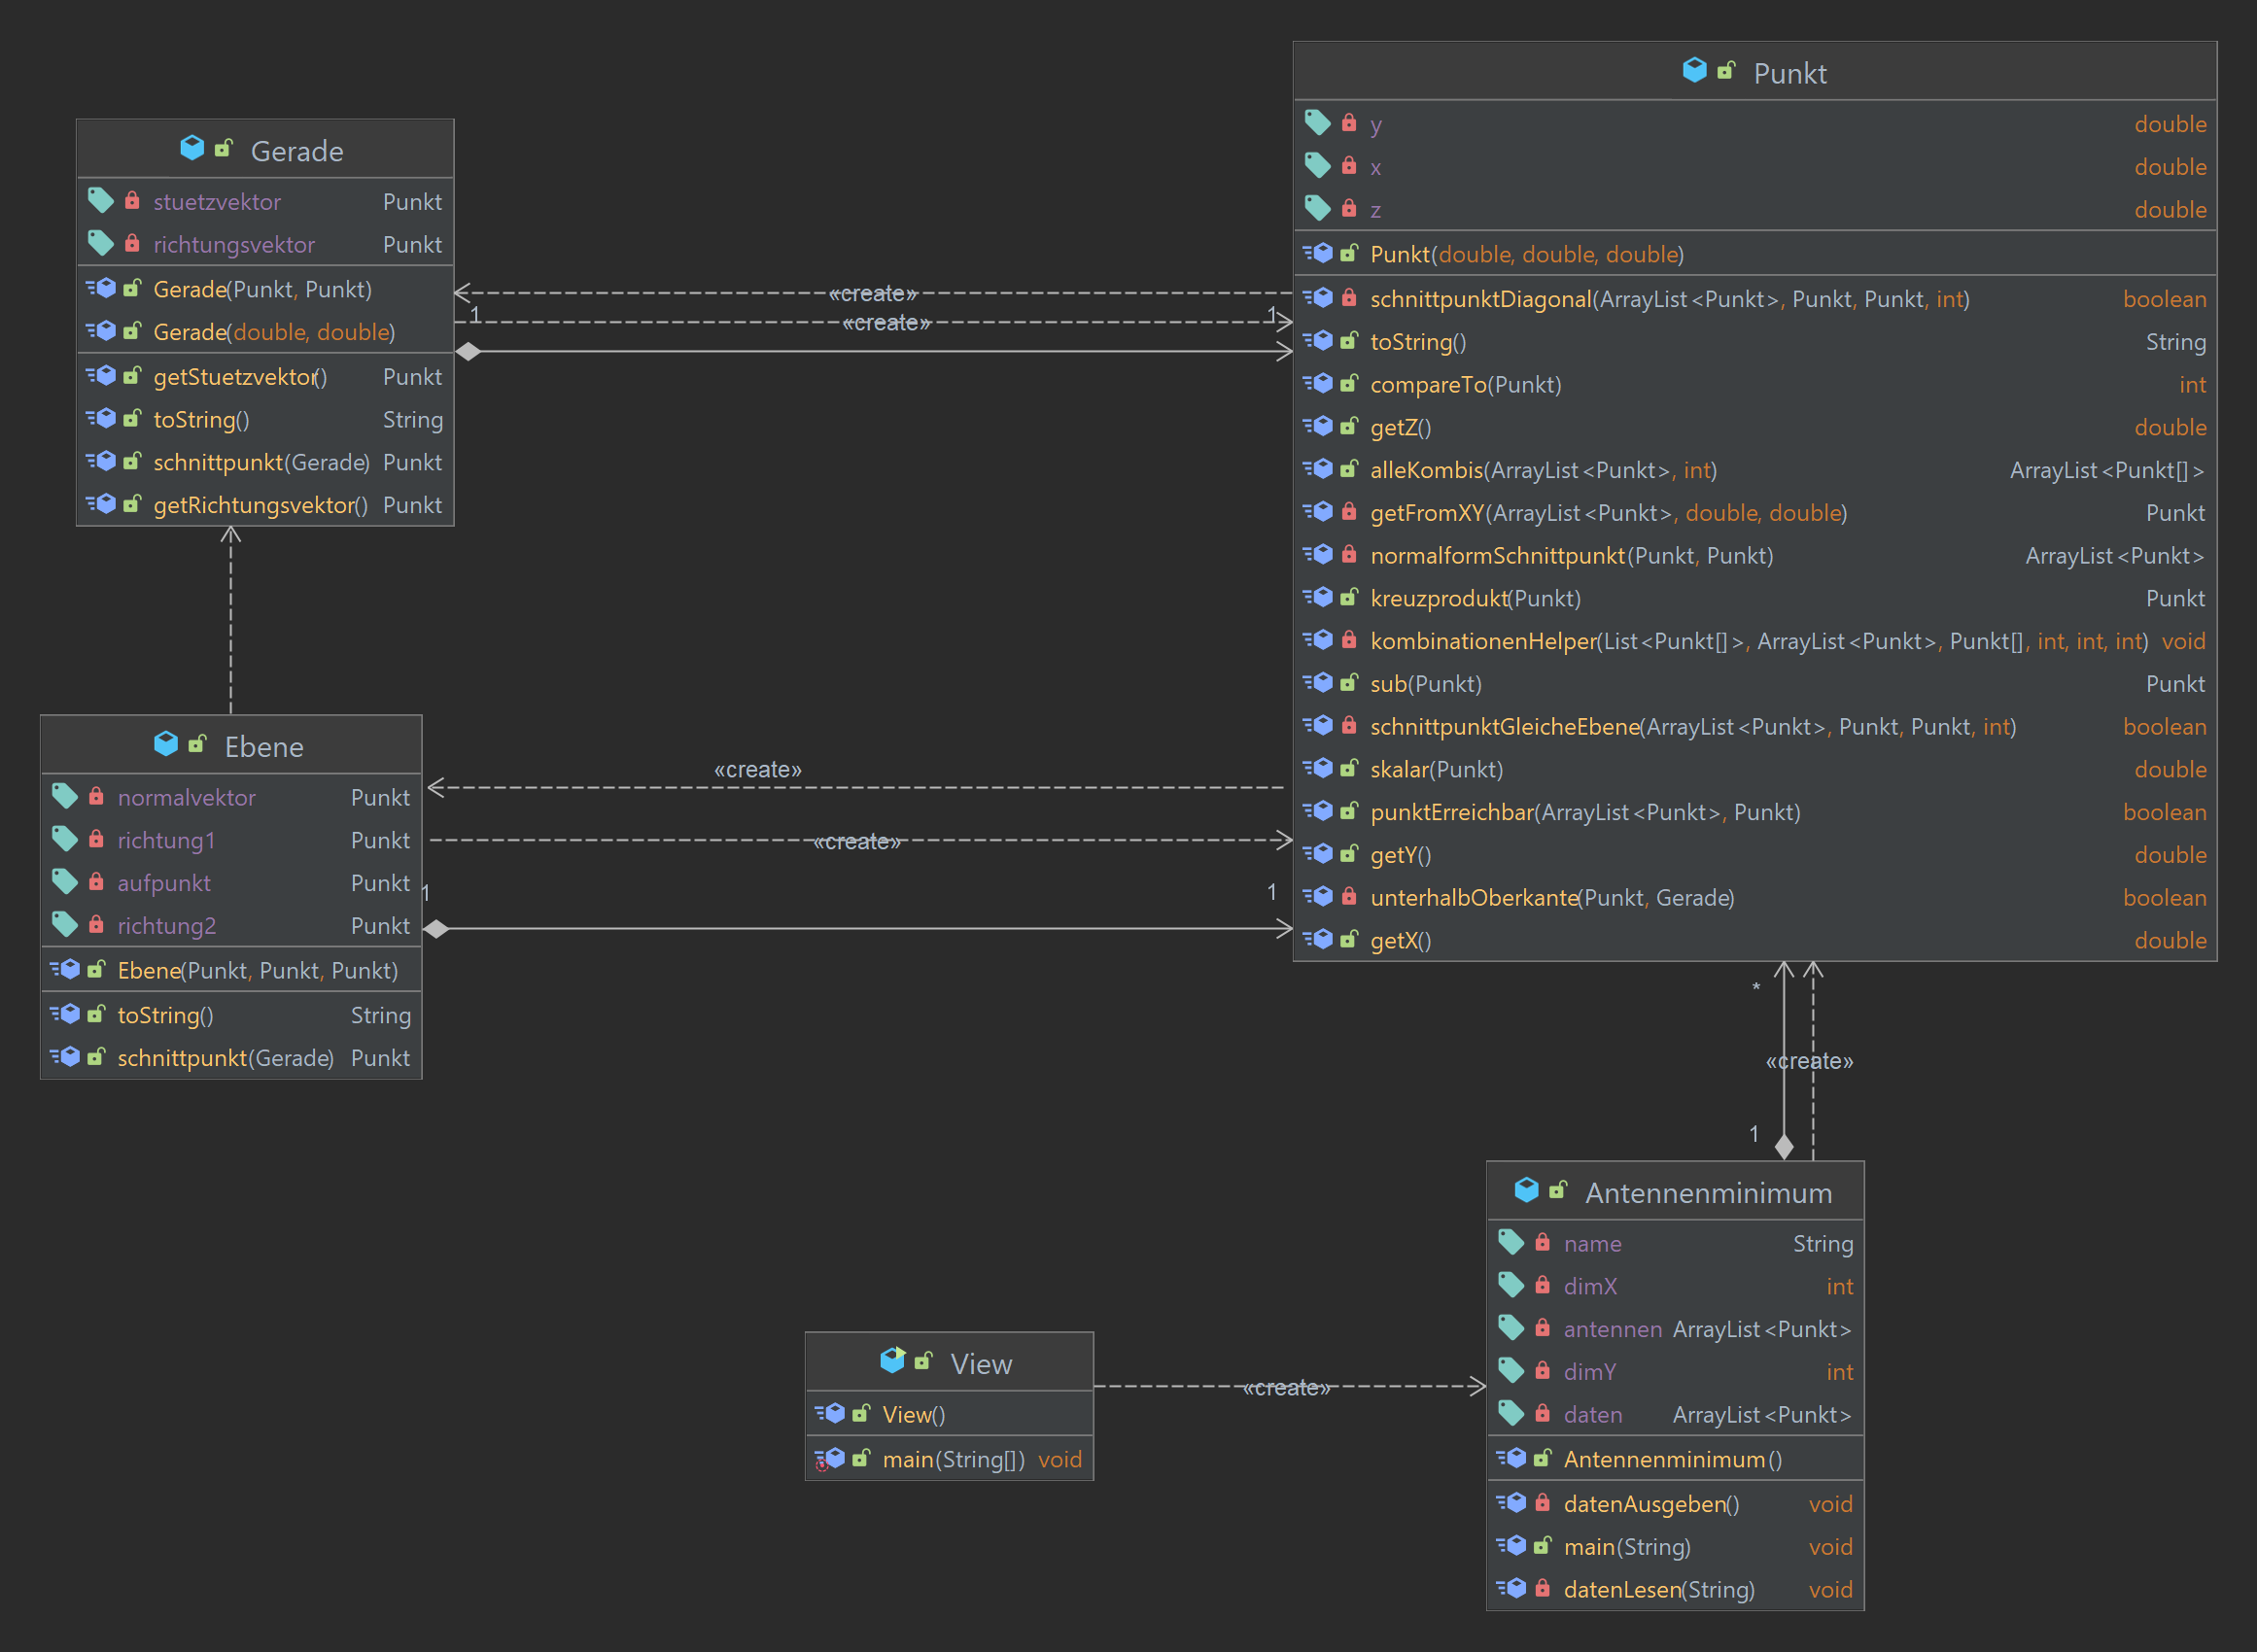 Punkt
y double
x double
z double
Punkt(double, double, double)
schnittpunktDiagonal(ArrayList<Punkt>, Punkt, Punkt, int) boolean
toString() String
compareTo(Punkt) int
getZ() double
alleKombis(ArrayList<Punkt>, int) ArrayList<Punkt[]>
getFromXY(ArrayList<Punkt>, double, double) Punkt
normalformSchnittpunkt(Punkt, Punkt) ArrayList<Punkt>
kreuzprodukt(Punkt) Punkt
kombinationenHelper(List<Punkt[]>, ArrayList<Punkt>, Punkt[], int, int, int) void
sub(Punkt) Punkt
schnittpunktGleicheEbene(ArrayList<Punkt>, Punkt, Punkt, int) boolean
skalar(Punkt) double
punktErreichbar(ArrayList<Punkt>, Punkt) boolean
getY() double
unterhalbOberkante(Punkt, Gerade) boolean
getX() double
Gerade
stuetzvektor Punkt
richtungsvektor Punkt
Gerade(Punkt, Punkt)
Gerade(double, double)
getStuetzvektor() Punkt
toString() String
schnittpunkt(Gerade) Punkt
getRichtungsvektor() Punkt
«create»
1 1
«create»
Ebene
normalvektor Punkt
richtung1 Punkt
aufpunkt Punkt
richtung2 Punkt
Ebene(Punkt, Punkt, Punkt)
toString() String
schnittpunkt(Gerade) Punkt
«create»
«create»
1 1
*
«create»
1
Antennenminimum
name String
dimX int
antennen ArrayList<Punkt>
dimY int
daten ArrayList<Punkt>
Antennenminimum()
datenAusgeben() void
main(String) void
datenLesen(String) void
View
View()
main(String[]) void
«create»